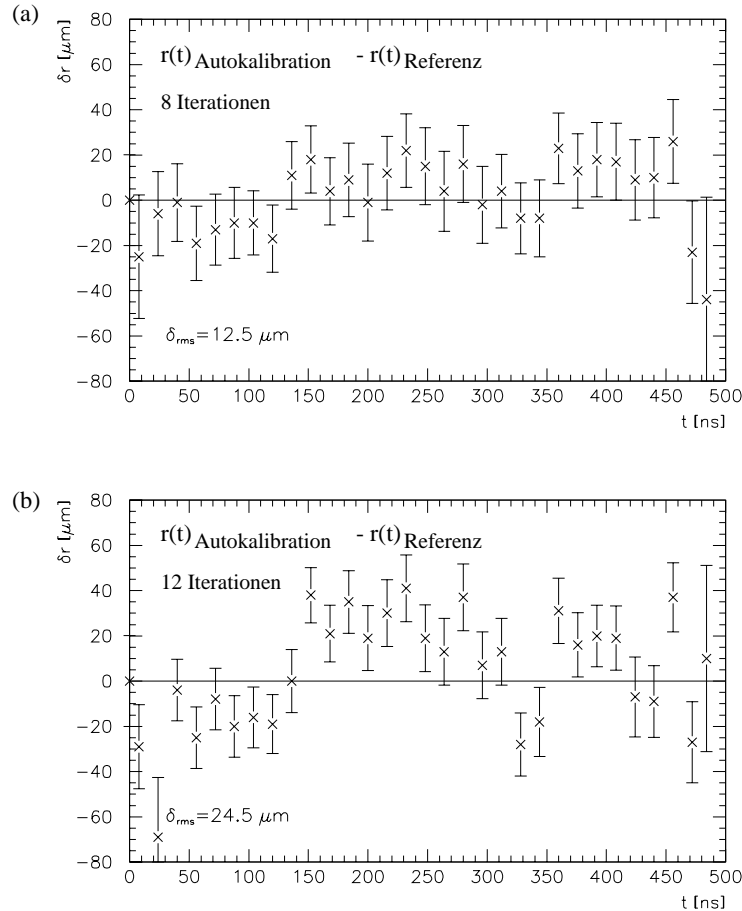 (a)
δr [μm]
80
60
40
20
0
-20
-40
-60
-80
r(t) Autokalibration - r(t) Referenz
8 Iterationen
δrms=12.5 μm
0 50 100 150 200 250 300 350 400 450 500
t [ns]
(b)
δr [μm]
80
60
40
20
0
-20
-40
-60
-80
r(t) Autokalibration - r(t) Referenz
12 Iterationen
δrms=24.5 μm
0 50 100 150 200 250 300 350 400 450 500
t [ns]